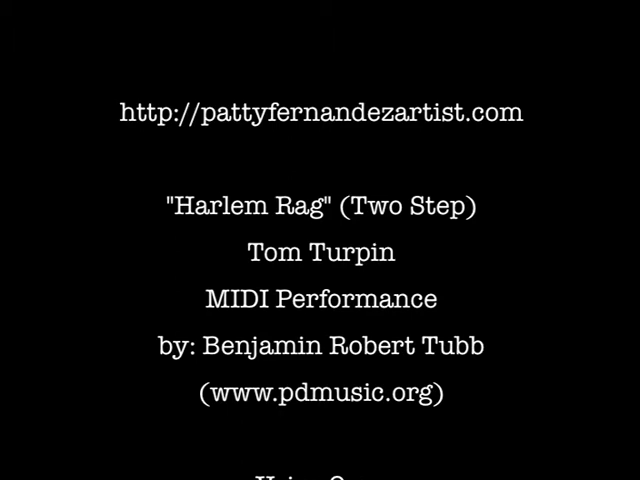 http://pattyfernandezartist.com
"Harlem Rag" (Two Step)
Tom Turpin
MIDI Performance
by: Benjamin Robert Tubb
(www.pdmusic.org)